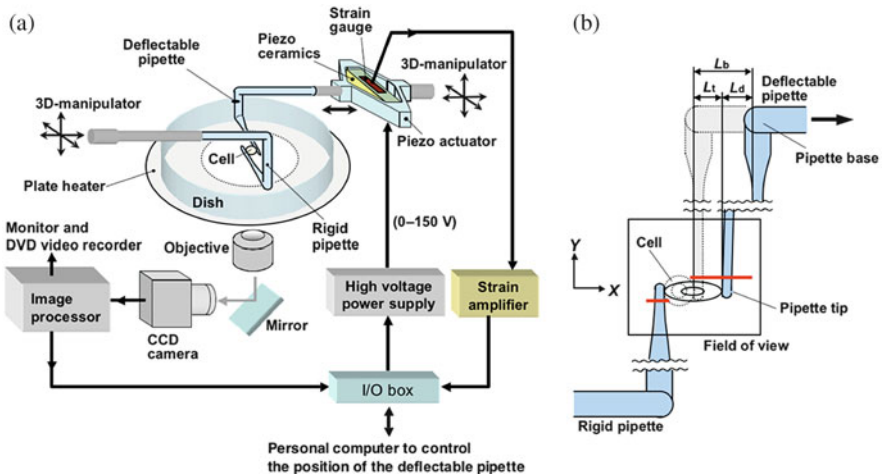 (a)
Strain
gauge
Piezo
ceramics
Deflectable
pipette
3D-manipulator
3D-manipulator
Piezo actuator
Cell
Plate heater
Dish
Rigid
pipette
(0–150 V)
Monitor and
DVD video recorder
Objective
Image
processor
CCD
camera
Mirror
High voltage
power supply
Strain
amplifier
I/O box
Personal computer to control
the position of the deflectable pipette
(b)
Lb
Lt
Ld
Deflectable
pipette
Pipette base
Y
X
Cell
Pipette tip
Field of view
Rigid pipette